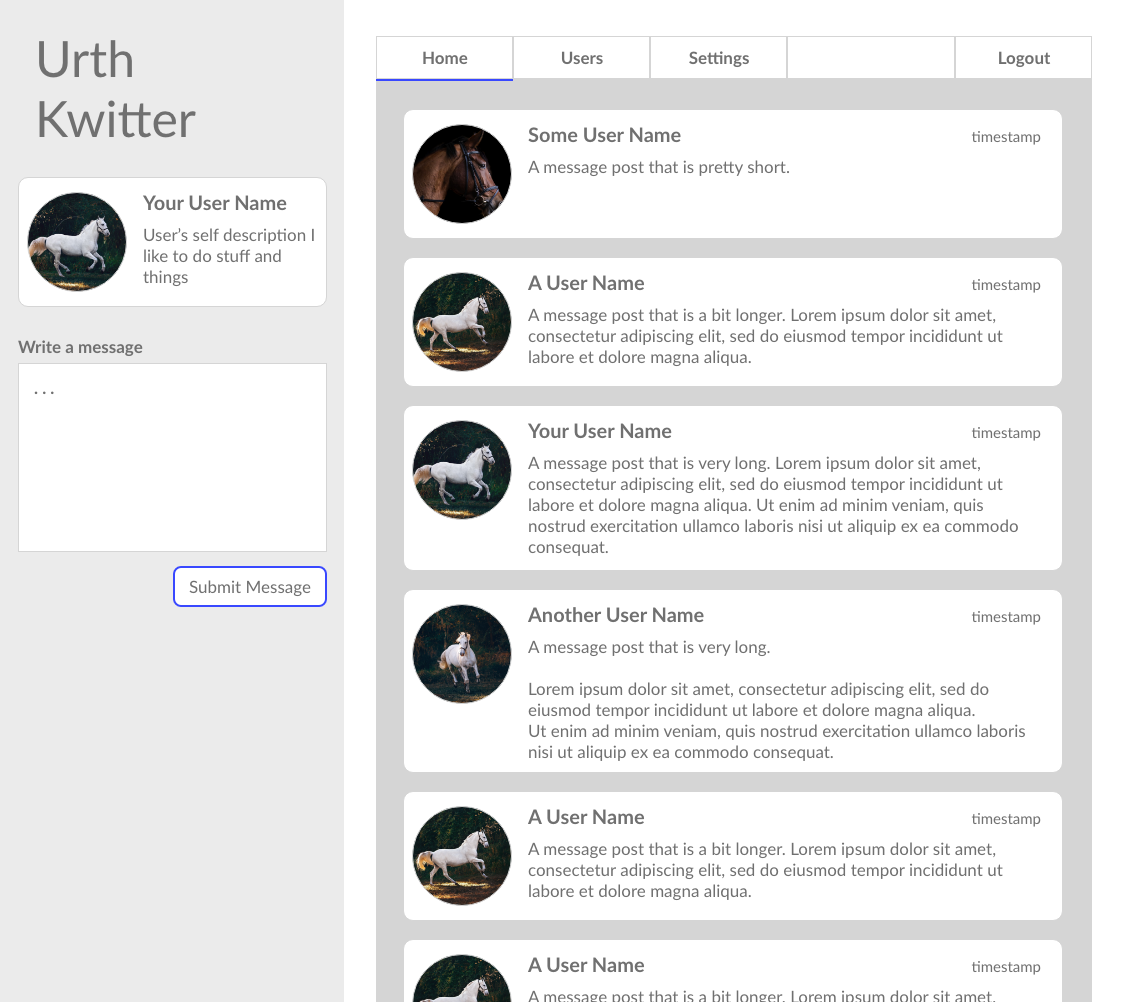 Urth
Kwitter
Your User Name
User's self description I
like to do stuff and
things
Write a message
...
Submit Message
Home
Users
Settings
Logout
Some User Name
timestamp
A message post that is pretty short.
A User Name
timestamp
A message post that is a bit longer. Lorem ipsum dolor sit amet,
consectetur adipiscing elit, sed do eiusmod tempor incididunt ut
labore et dolore magna aliqua.
Your User Name
timestamp
A message post that is very long. Lorem ipsum dolor sit amet,
consectetur adipiscing elit, sed do eiusmod tempor incididunt ut
labore et dolore magna aliqua. Ut enim ad minim veniam, quis
nostrud exercitation ullamco laboris nisi ut aliquip ex ea commodo
consequat.
Another User Name
timestamp
A message post that is very long.
Lorem ipsum dolor sit amet, consectetur adipiscing elit, sed do
eiusmod tempor incididunt ut labore et dolore magna aliqua.
Ut enim ad minim veniam, quis nostrud exercitation ullamco laboris
nisi ut aliquip ex ea commodo consequat.
A User Name
timestamp
A message post that is a bit longer. Lorem ipsum dolor sit amet,
consectetur adipiscing elit, sed do eiusmod tempor incididunt ut
labore et dolore magna aliqua.
A User Name
timestamp
A message post that is a bit longer. Lorem ipsum dolor sit amet,